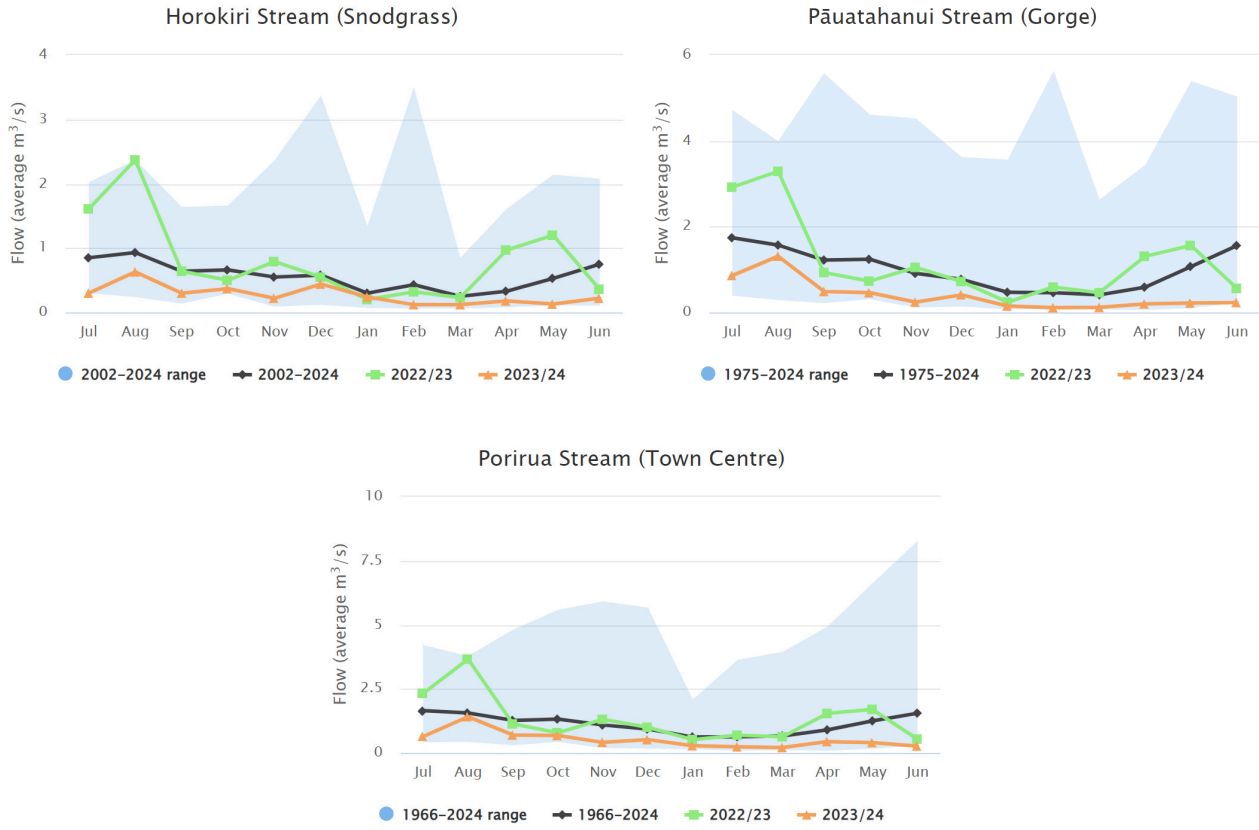 Horokiri Stream (Snodgrass)
Flow (average m³/s)
4
3
2
1
0
Jul Aug Sep Oct Nov Dec Jan Feb Mar Apr May Jun
2002-2024 range 2002-2024 2022/23 2023/24
Pāuatahanui Stream (Gorge)
Flow (average m³/s)
6
4
2
0
Jul Aug Sep Oct Nov Dec Jan Feb Mar Apr May Jun
1975-2024 range 1975-2024 2022/23 2023/24
Porirua Stream (Town Centre)
Flow (average m³/s)
10
7.5
5
2.5
0
Jul Aug Sep Oct Nov Dec Jan Feb Mar Apr May Jun
1966-2024 range 1966-2024 2022/23 2023/24